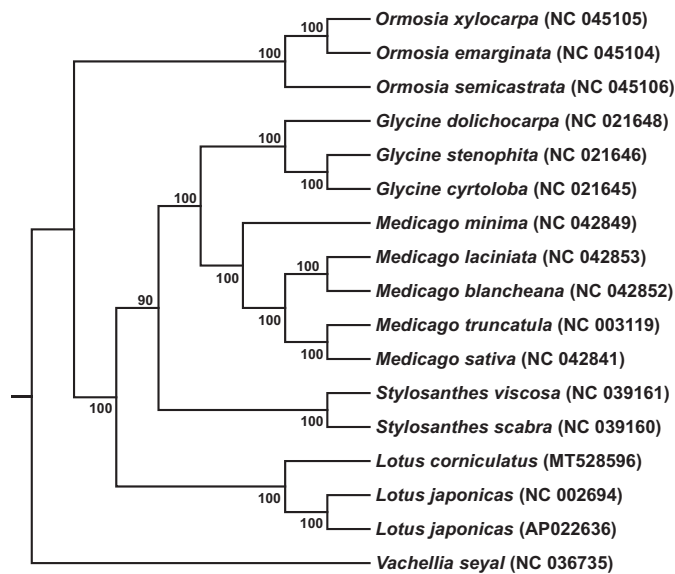 Ormosia xylocarpa (NC 045105)
100
Ormosia emarginata (NC 045104)
100
Ormosia semicastrata (NC 045106)
Glycine dolichocarpa (NC 021648)
100
Glycine stenophita (NC 021646)
100
Glycine cyrtoloba (NC 021645)
100
Medicago minima (NC 042849)
Medicago laciniata (NC 042853)
100
100
Medicago blancheana (NC 042852)
90
100
Medicago truncatula (NC 003119)
100
Medicago sativa (NC 042841)
Stylosanthes viscosa (NC 039161)
100
Stylosanthes scabra (NC 039160)
100
Lotus corniculatus (MT528596)
Lotus japonicas (NC 002694)
100
100
Lotus japonicas (AP022636)
Vachellia seyal (NC 036735)